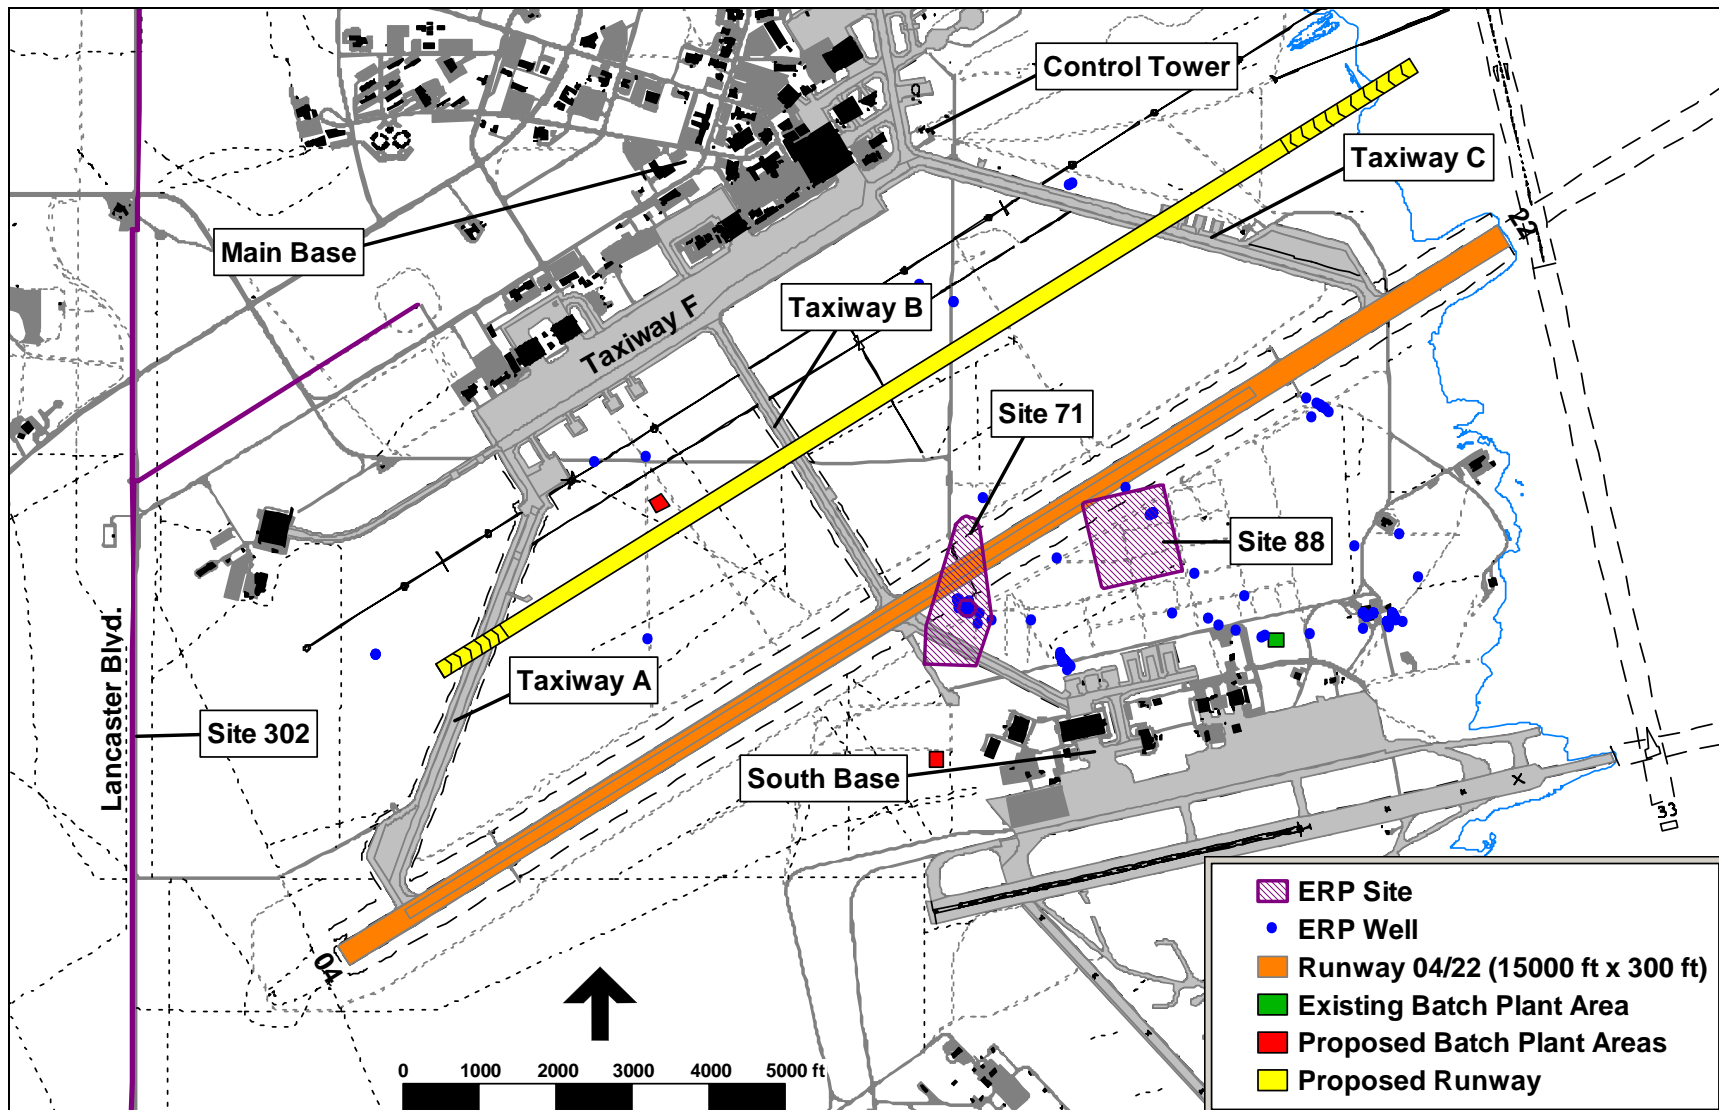 Control Tower
Taxiway C
22
Main Base
Taxiway B
Taxiway F
Site 71
Site 88
Taxiway A
Lancaster Blvd.
Site 302
South Base
33
04
0 1000 2000 3000 4000 5000 ft
ERP Site
ERP Well
Runway 04/22 (15000 ft x 300 ft)
Existing Batch Plant Area
Proposed Batch Plant Areas
Proposed Runway